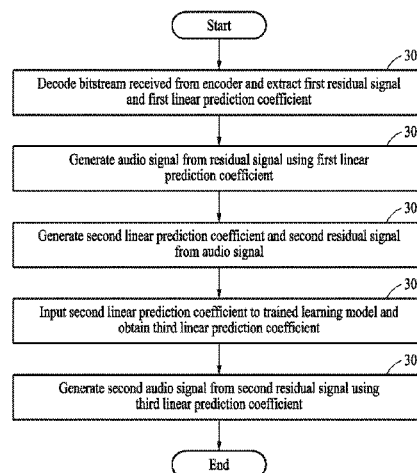 Start
30
Decode bitstream received from encoder and extract first residual signal
and first linear prediction coefficient
30
Generate audio signal from residual signal using first linear
prediction coefficient
30
Generate second linear prediction coefficient and second residual signal
from audio signal
30
Input second linear prediction coefficient to trained learning model and
obtain third linear prediction coefficient
30
Generate second audio signal from second residual signal using
third linear prediction coefficient
End